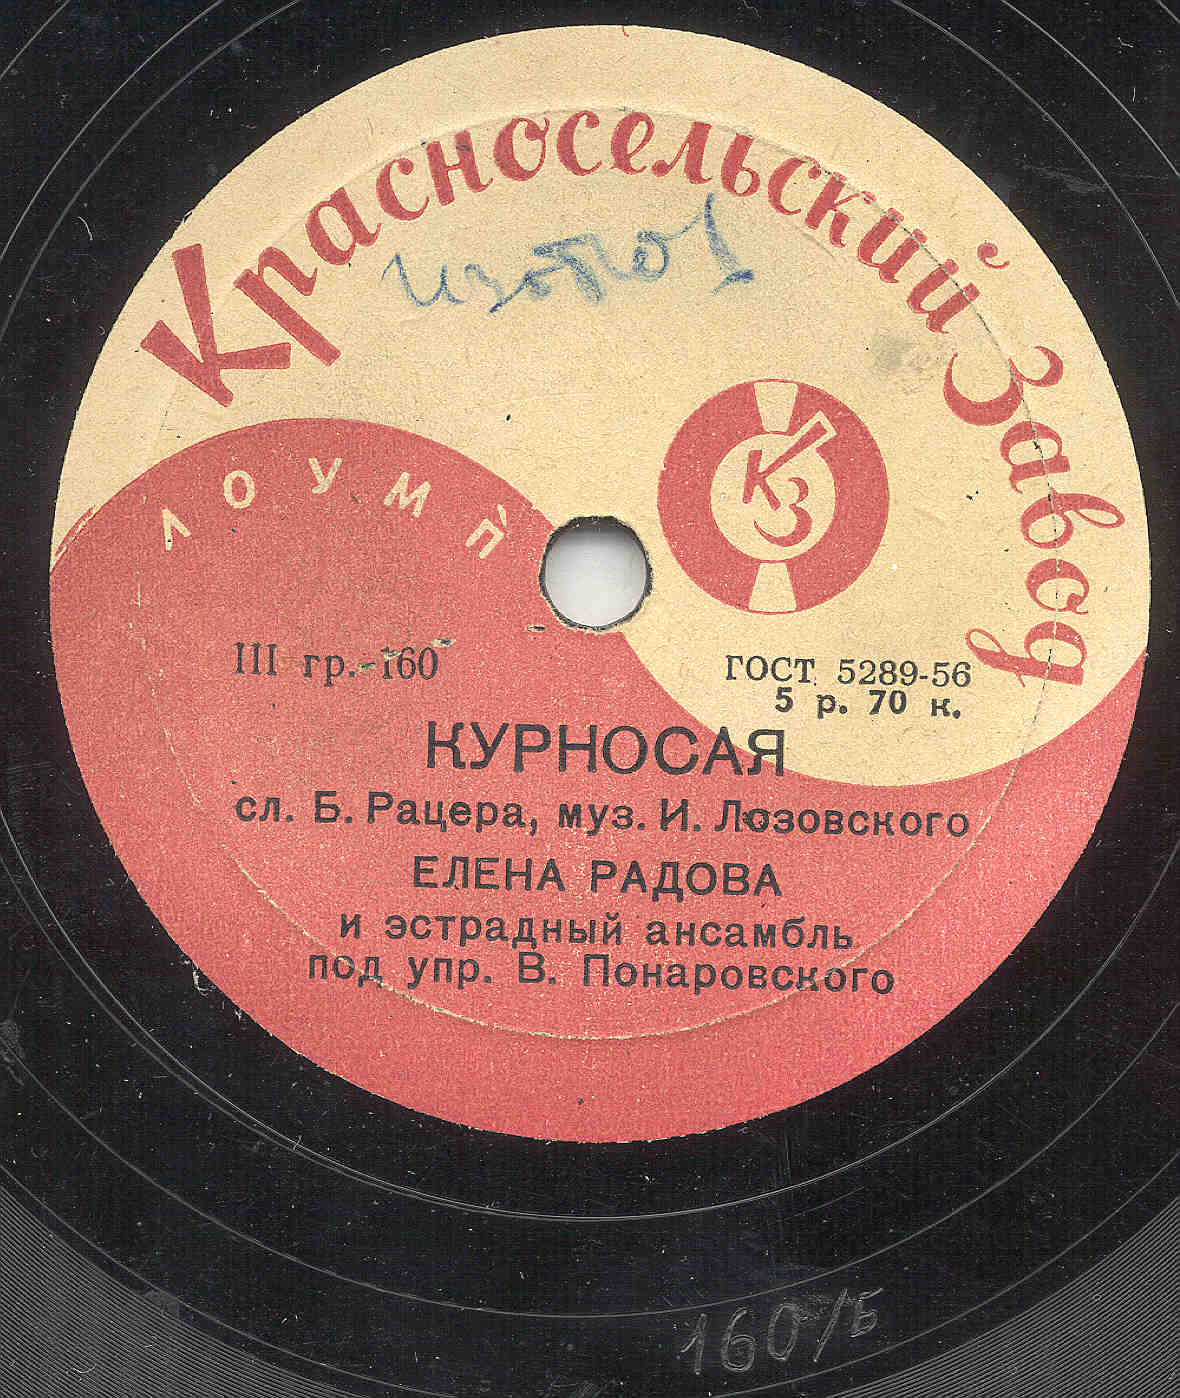 Красносельский Завод
ЛОУМП
КЗ
III гр.-160
ГОСТ 5289-56
5 р. 70 к.
КУРНОСАЯ
сл. Б. Рацера, муз. И. Лозовского
ЕЛЕНА РАДОВА
и эстрадный ансамбль
под упр. В. Понаровского
160/Б